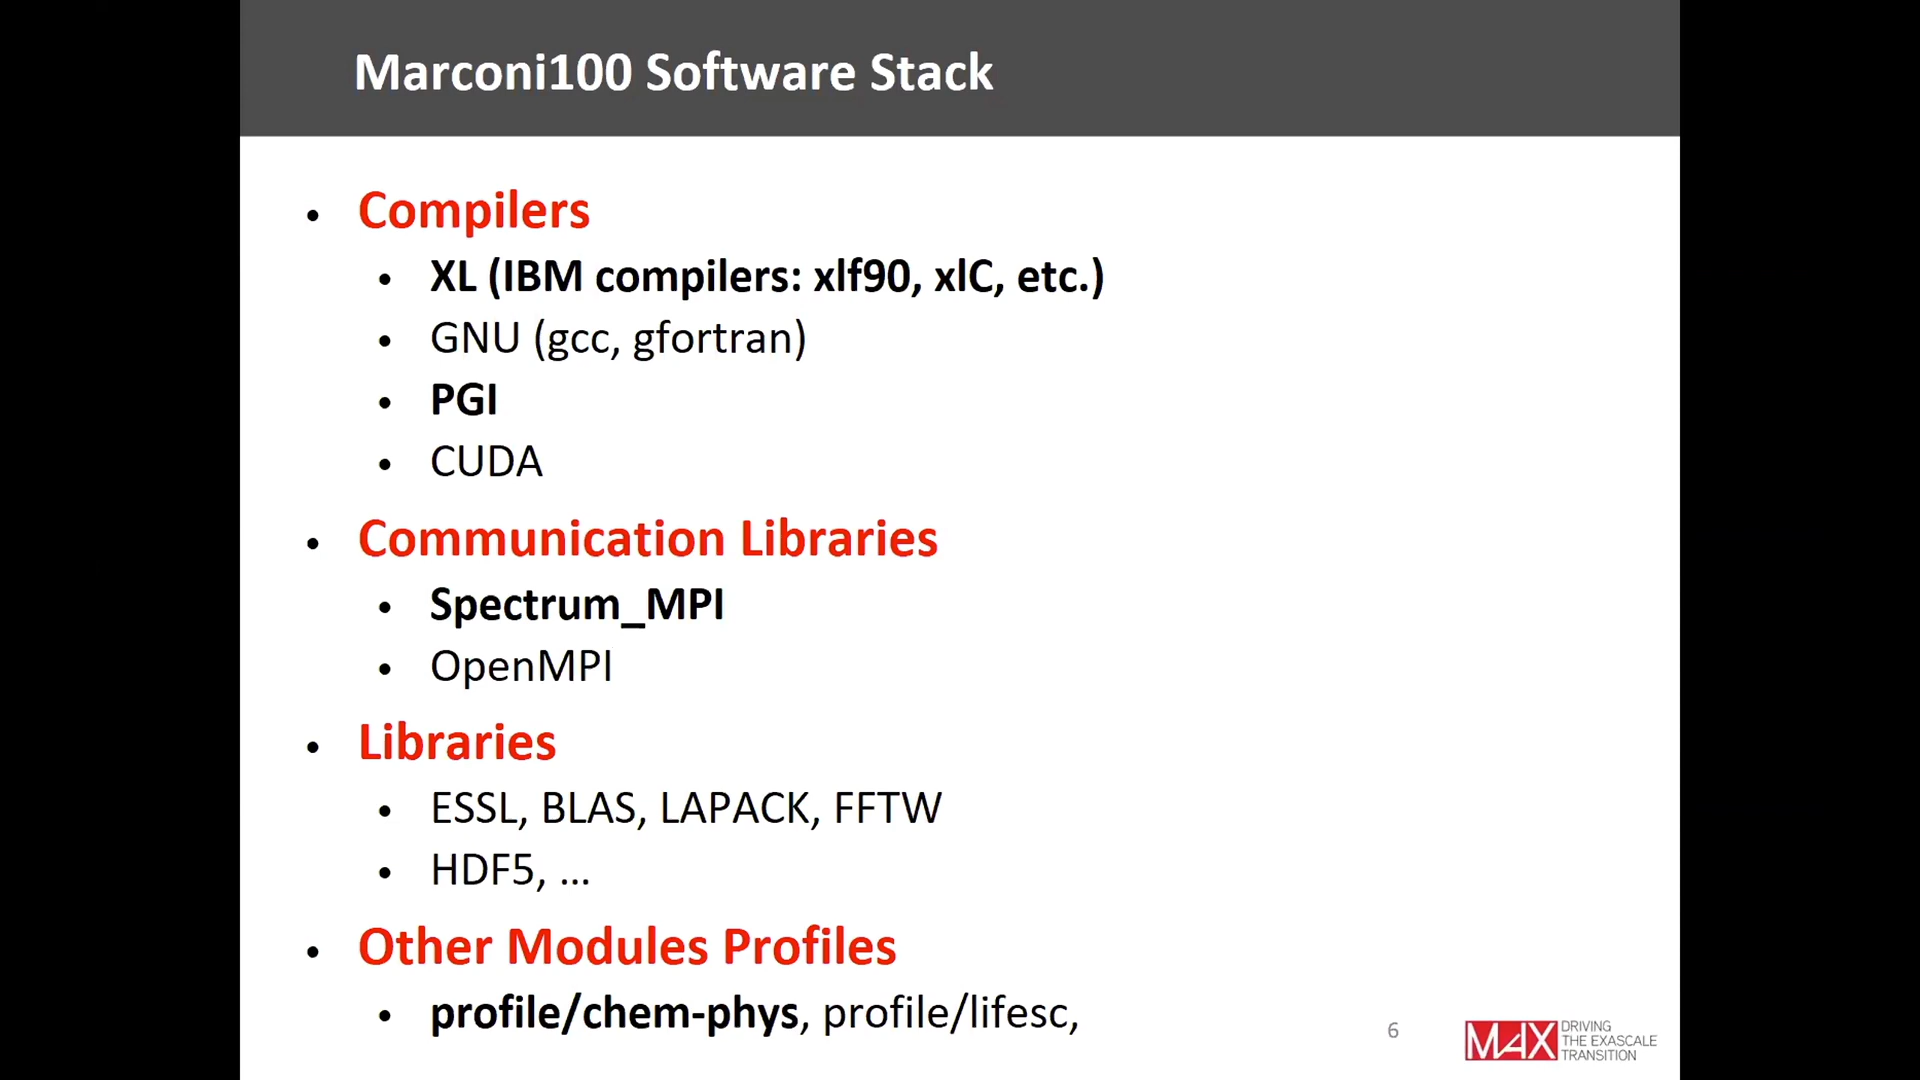 Marconi100 Software Stack
• Compilers
• XL (IBM compilers: xlf90, xlC, etc.)
• GNU (gcc, gfortran)
• PGI
• CUDA
• Communication Libraries
• Spectrum_MPI
• OpenMPI
• Libraries
• ESSL, BLAS, LAPACK, FFTW
• HDF5, ...
• Other Modules Profiles
• profile/chem-phys, profile/lifesc,
6
MAX
DRIVING
THE EXASCALE
TRANSITION